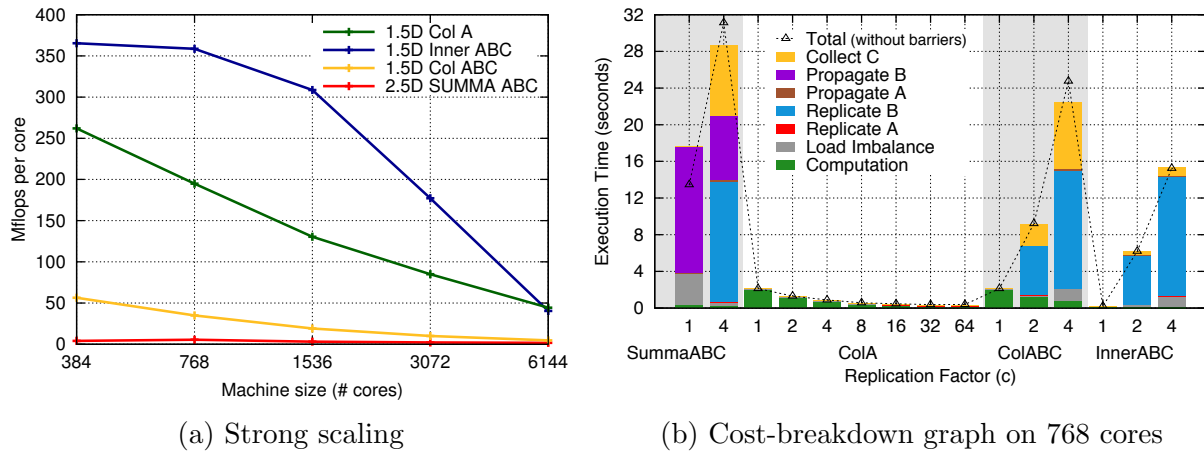 400
350
300
250
200
150
100
50
0
Mflops per core
1.5D Col A
1.5D Inner ABC
1.5D Col ABC
2.5D SUMMA ABC
384 768 1536 3072 6144
Machine size (# cores)
(a) Strong scaling
32
28
24
20
16
12
8
4
0
Execution Time (seconds)
Total (without barriers)
Collect C
Propagate B
Propagate A
Replicate B
Replicate A
Load Imbalance
Computation
1 4 1 2 4 8 16 32 64 1 2 4 1 2 4
SummaABC ColA ColABC InnerABC
Replication Factor (c)
(b) Cost-breakdown graph on 768 cores